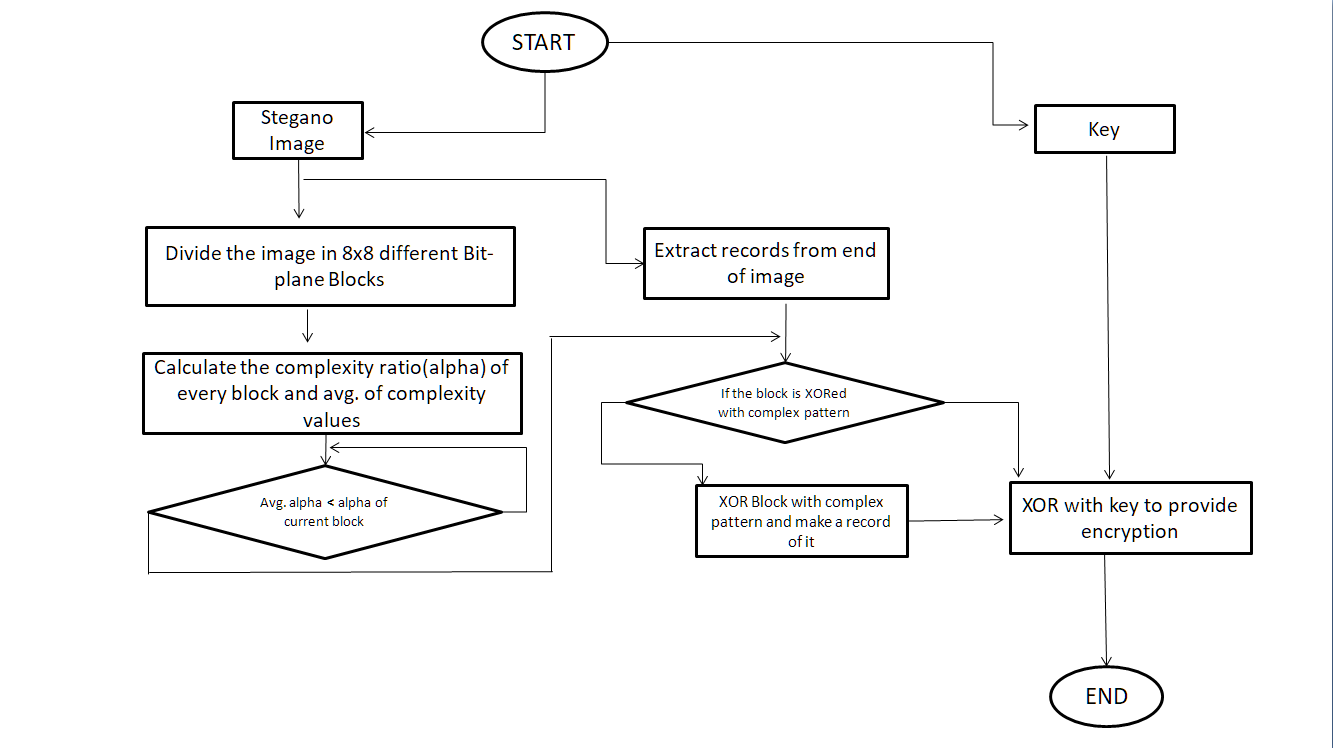 START
Stegano
Image
Key
Divide the image in 8x8 different Bit-
plane Blocks
Extract records from end
of image
Calculate the complexity ratio(alpha) of
every block and avg. of complexity
values
If the block is XORed
with complex pattern
Avg. alpha < alpha of
current block
XOR Block with complex
pattern and make a record
of it
XOR with key to provide
encryption
END